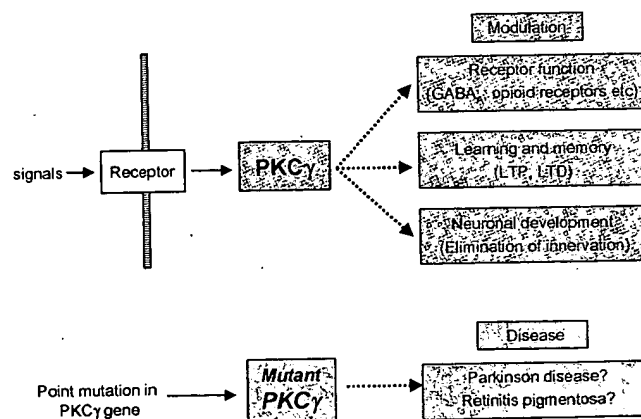 Modulation
Receptor function
(GABA, opioid receptors etc)
signals
Receptor
PKCγ
Learning and memory
(LTP, LTD)
Neuronal development
(Elimination of innervation)
Disease
Point mutation in
PKCγ gene
Mutant
PKCγ
Parkinson disease?
Retinitis pigmentosa?